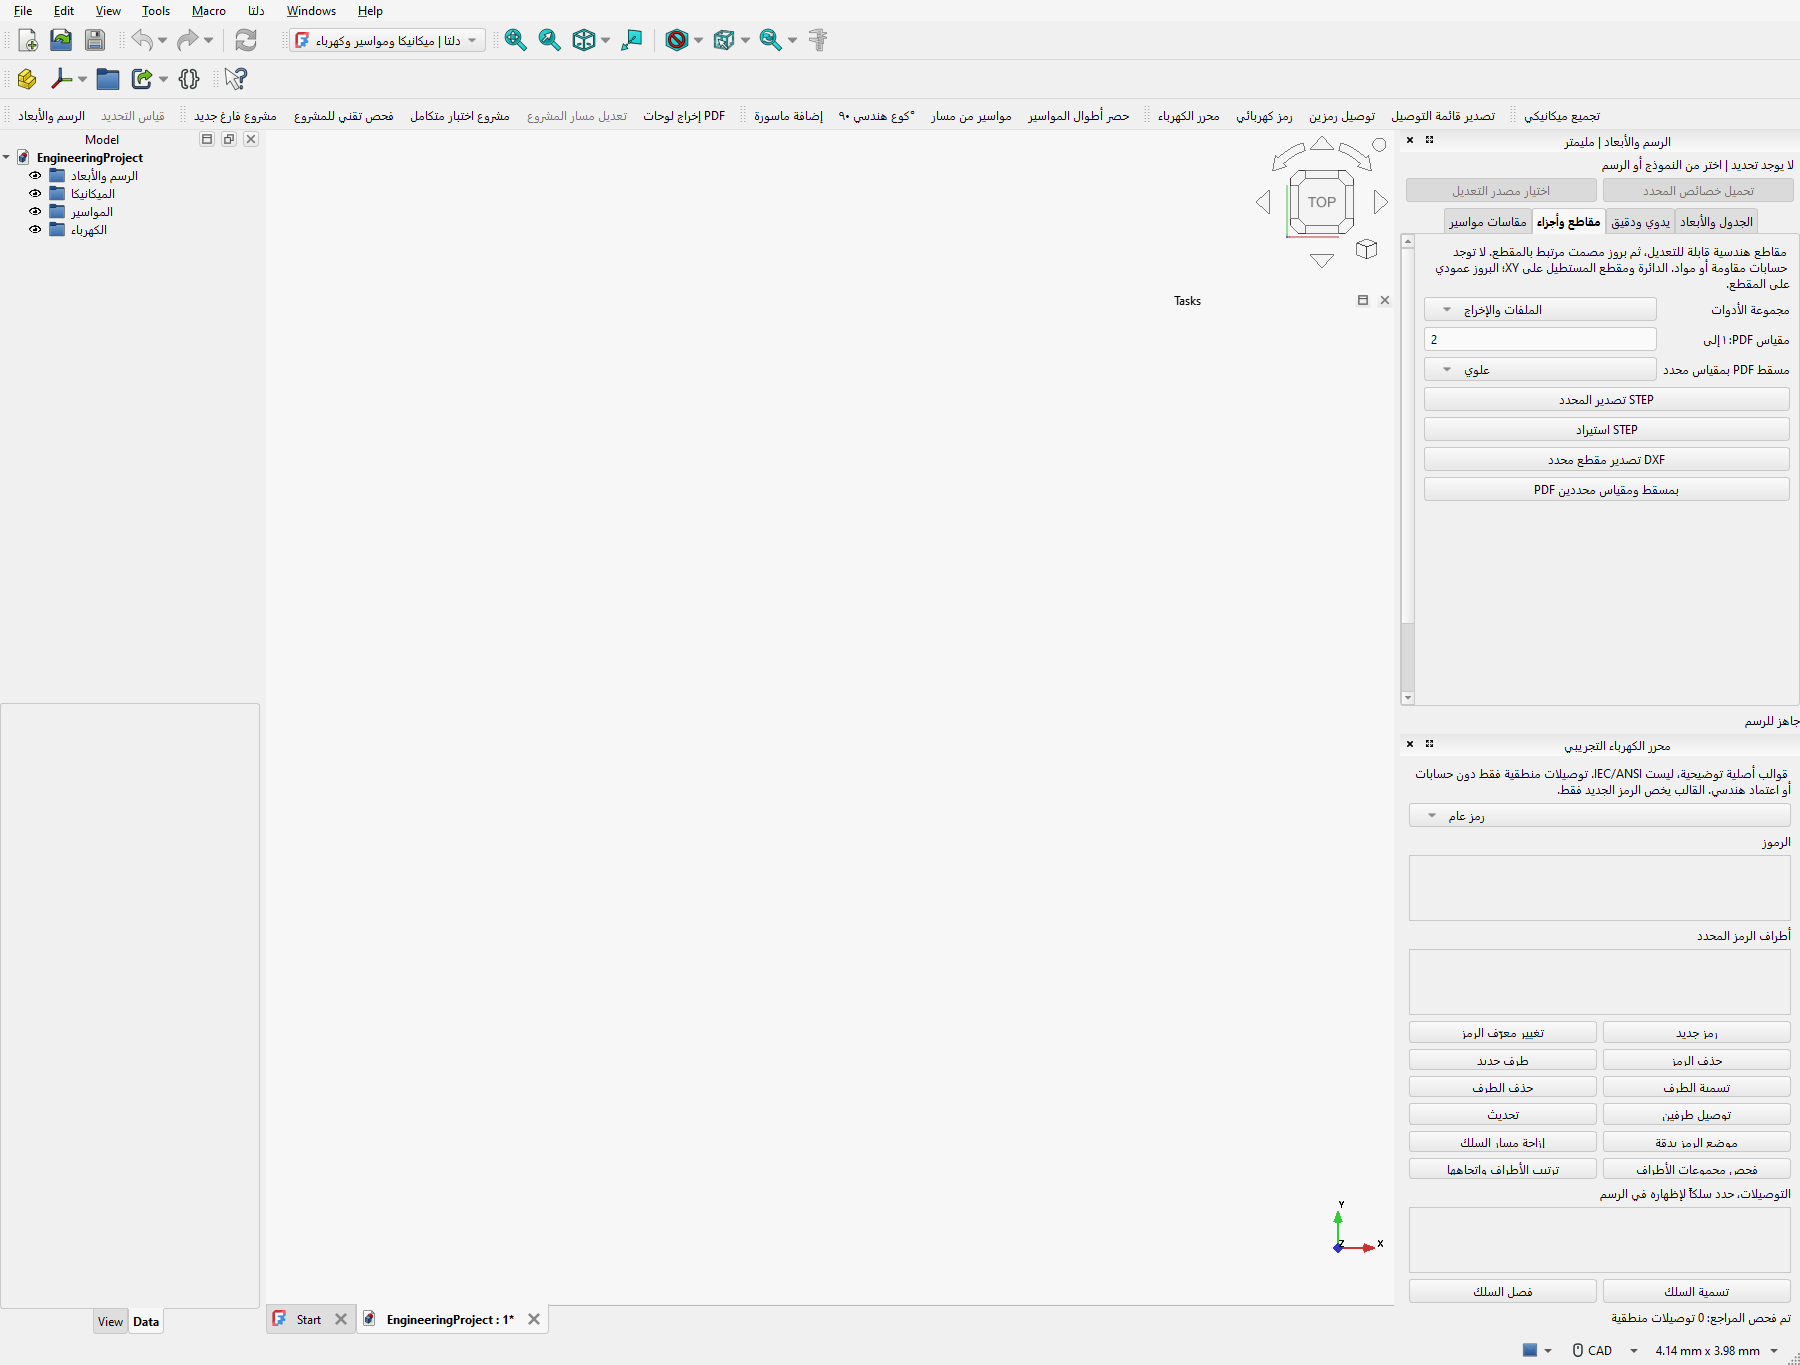 File Edit View Tools Macro دلتا Windows Help
دلتا | ميكانيكا ومواسير وكهرباء
الرسم والأبعاد قياس التحديد مشروع فارغ جديد فحص تقني للمشروع مشروع اختبار متكامل تعديل مسار المشروع PDF إخراج لوحات إضافة ماسورة كوع هندسي ٩٠° مواسير من مسار حصر أطوال المواسير محرر الكهرباء رمز كهربائي توصيل رمزين تصدير قائمة التوصيل تجميع ميكانيكي
Model
EngineeringProject
الرسم والأبعاد
الميكانيكا
المواسير
الكهرباء
View Data
TOP
Tasks
Y
Z
X
Start EngineeringProject : 1*
الرسم والأبعاد | مليمتر
لا يوجد تحديد | اختر من النموذج أو الرسم
تحميل خصائص المحدد
اختيار مصدر التعديل
الجدول والأبعاد يدوي ودقيق مقاطع وأجزاء مقاسات مواسير
مقاطع هندسية قابلة للتعديل، ثم بروز مصمت مرتبط بالمقطع. لا توجد
حسابات مقاومة أو مواد. الدائرة ومقطع المستطيل على XY؛ البروز عمودي
على المقطع.
مجموعة الأدوات الملفات والإخراج
مقياس PDF: ١ إلى 2
مسقط PDF بمقياس محدد علوي
STEP تصدير المحدد
STEP استيراد
DXF تصدير مقطع محدد
بمسقط ومقياس محددين PDF
جاهز للرسم
محرر الكهرباء التجريبي
قوالب أصلية توضيحية، ليست IEC/ANSI. توصيلات منطقية فقط دون حسابات
أو اعتماد هندسي. القالب يخص الرمز الجديد فقط.
رمز عام
الرموز
أطراف الرمز المحدد
رمز جديد تغيير معرّف الرمز
حذف الرمز طرف جديد
تسمية الطرف حذف الطرف
توصيل طرفين تحديث
موضع الرمز بدقة إزاحة مسار السلك
فحص مجموعات الأطراف ترتيب الأطراف واتجاهها
التوصيلات، حدد سلكاً لإظهاره في الرسم
تسمية السلك فصل السلك
تم فحص المراجع: 0 توصيلات منطقية
CAD 4.14 mm x 3.98 mm